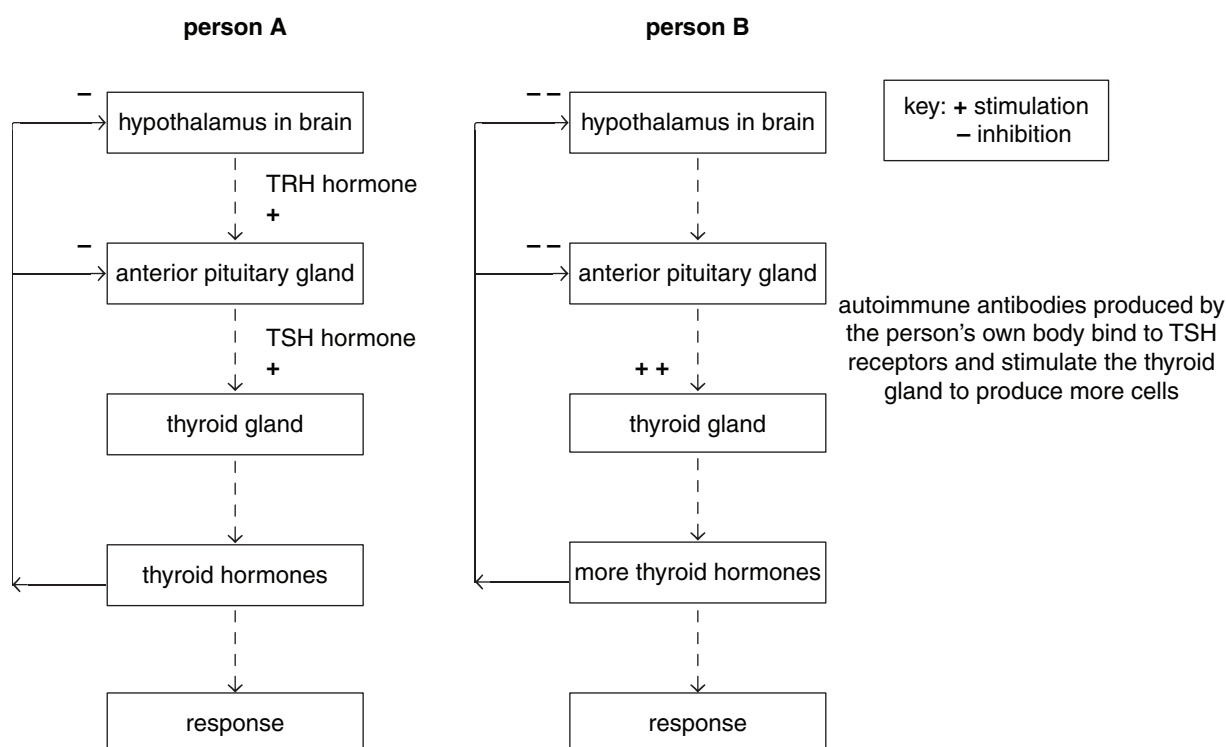 person A
− hypothalamus in brain
TRH hormone
+
− anterior pituitary gland
TSH hormone
+
thyroid gland
thyroid hormones
response
person B
− − hypothalamus in brain
− − anterior pituitary gland
+ +
thyroid gland
more thyroid hormones
response
key: + stimulation
− inhibition
autoimmune antibodies produced by
the person's own body bind to TSH
receptors and stimulate the thyroid
gland to produce more cells